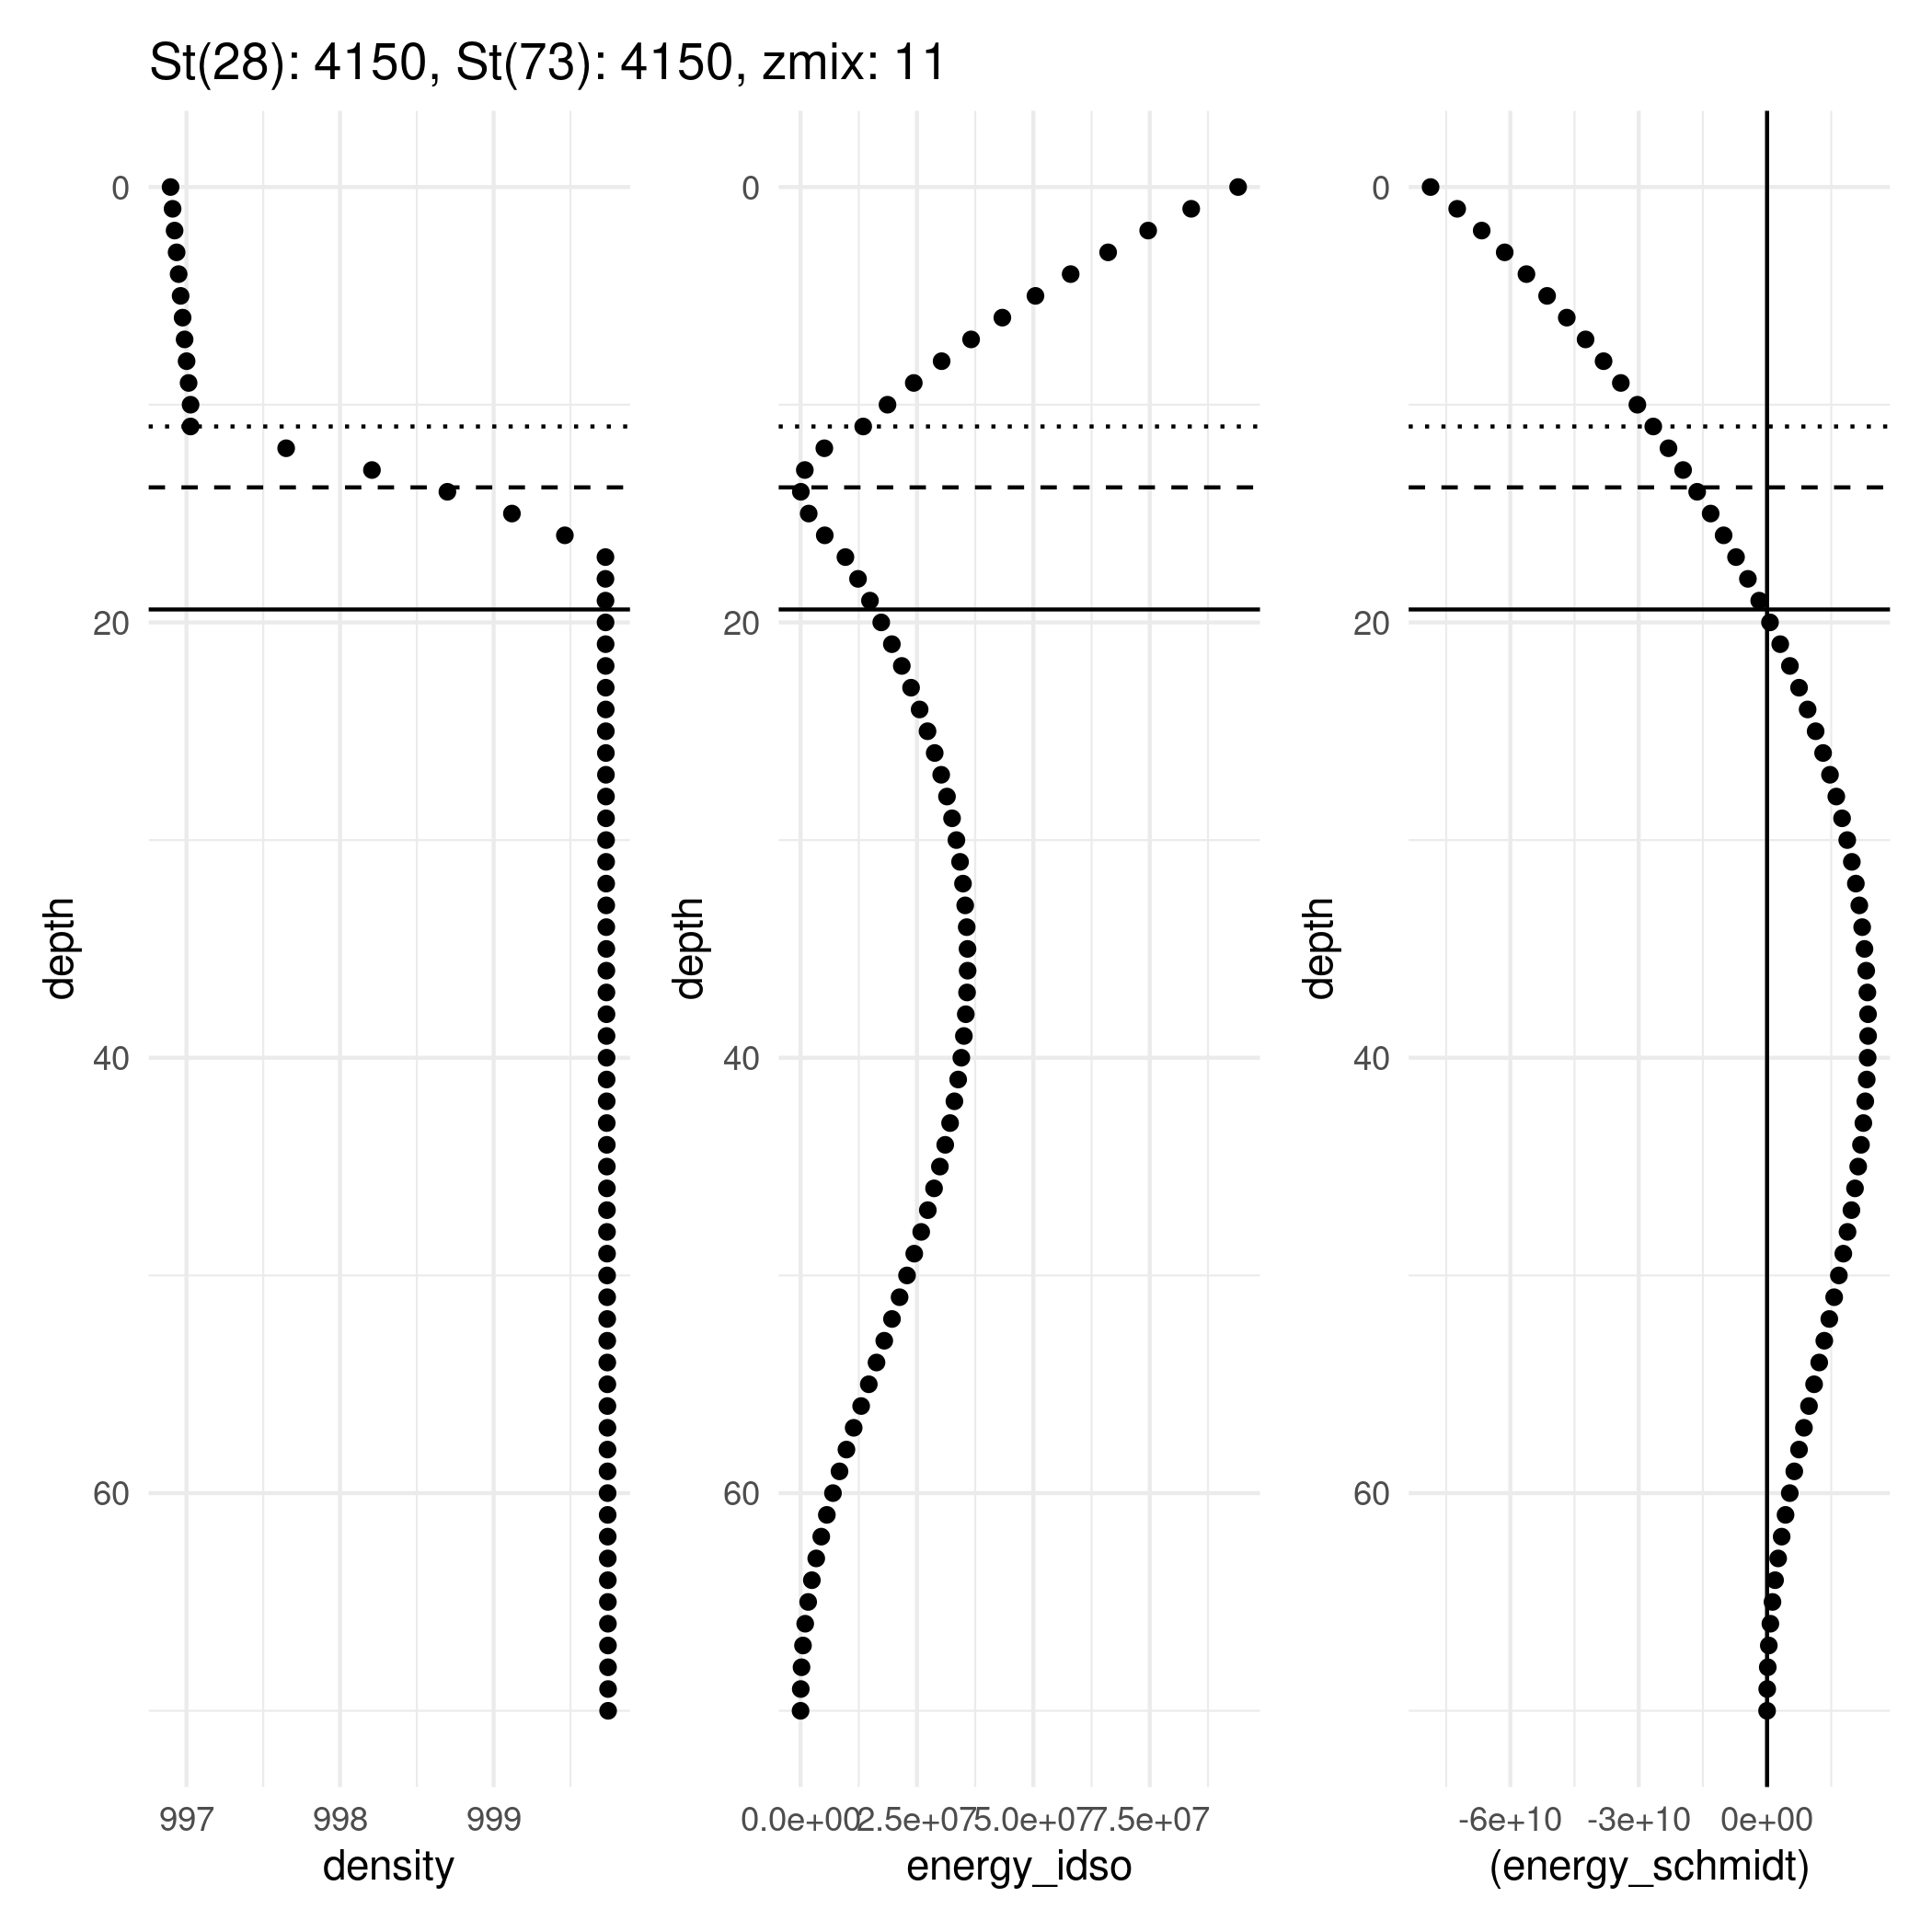 St(28): 4150, St(73): 4150, zmix: 11
0
20
40
60
depth
997 998 999
density
0
20
40
60
depth
0.0e+00 2.5e+07 5.0e+07 7.5e+07
energy_idso
0
20
40
60
depth
-6e+10 -3e+10 0e+00
(energy_schmidt)